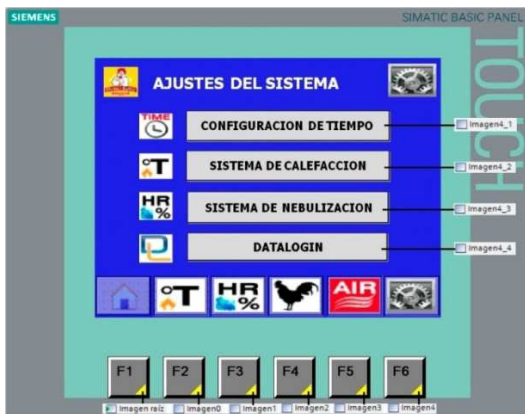 SIEMENS
SIMATIC BASIC PANEL
TOUCH
AJUSTES DEL SISTEMA
TIME
CONFIGURACION DE TIEMPO
Imagen4_1
°T
SISTEMA DE CALEFACCION
Imagen4_2
HR
%
SISTEMA DE NEBULIZACION
Imagen4_3
DATALOGIN
Imagen4_4
°T
HR
%
AIR
F1 F2 F3 F4 F5 F6
Imagen raíz Imagen0 Imagen1 Imagen2 Imagen3 Imagen4